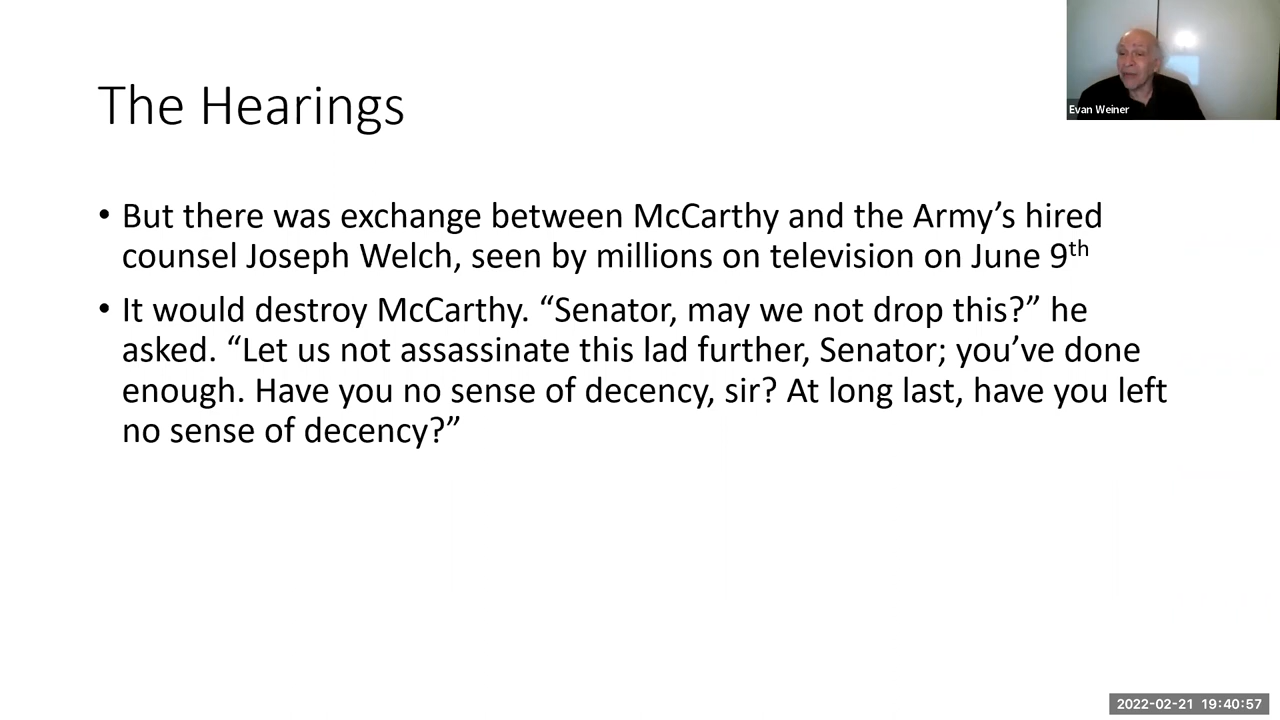 The Hearings
Evan Weiner
• But there was exchange between McCarthy and the Army’s hired
counsel Joseph Welch, seen by millions on television on June 9th
• It would destroy McCarthy. “Senator, may we not drop this?” he
asked. “Let us not assassinate this lad further, Senator; you’ve done
enough. Have you no sense of decency, sir? At long last, have you left
no sense of decency?”
2022-02-21 19:40:57